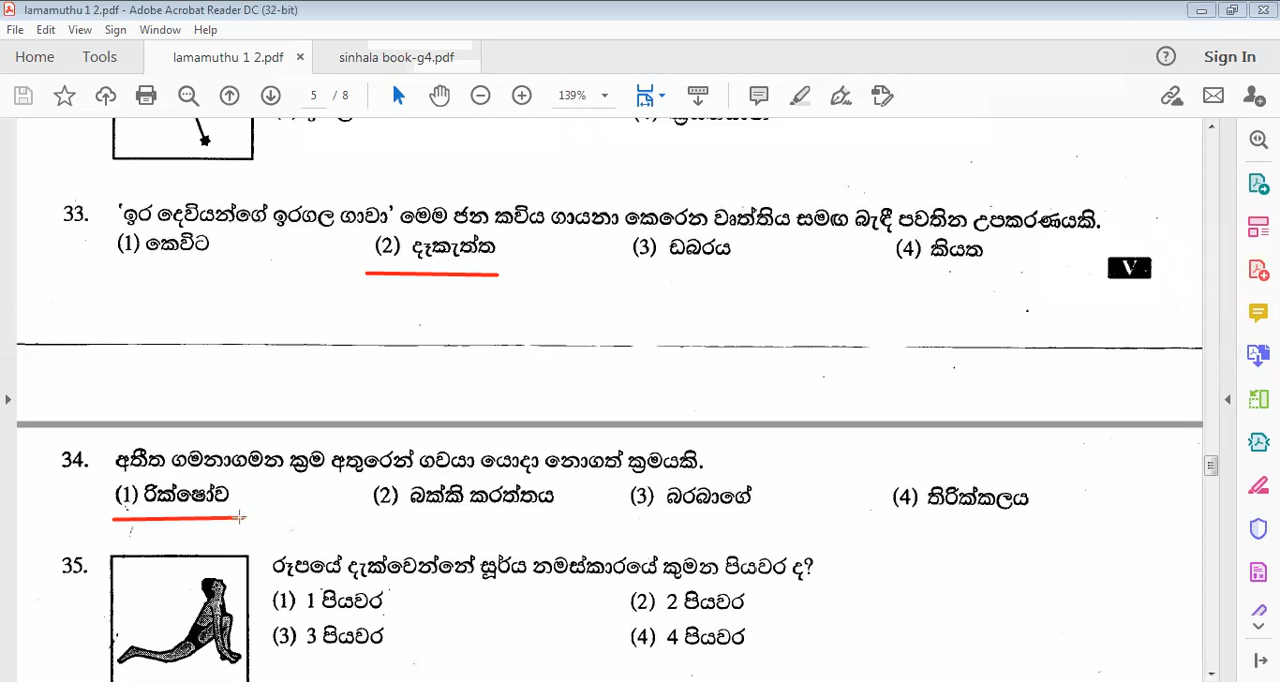 lamamuthu 1 2.pdf - Adobe Acrobat Reader DC (32-bit)
File Edit View Sign Window Help
Home Tools lamamuthu 1 2.pdf × sinhala book-g4.pdf ? Sign In
5 / 8 139%
33. ‘ඉර දෙවියන්ගේ ඉරගල ගාවා’ මෙම ජන කවිය ගායනා කෙරෙන වෘත්තිය සමඟ බැඳී පවතින උපකරණයකි.
(1) කෙවිට (2) දෑකැත්ත (3) ඩබරය (4) කියත
V
34. අතීත ගමනාගමන ක්‍රම අතුරෙන් ගවයා යොදා නොගත් ක්‍රමයකි.
(1) රික්ෂෝව (2) බක්කි කරත්තය (3) බරබාගේ (4) තිරික්කලය
35. රූපයේ දැක්වෙන්නේ සූර්ය නමස්කාරයේ කුමන පියවර ද?
(1) 1 පියවර (2) 2 පියවර
(3) 3 පියවර (4) 4 පියවර